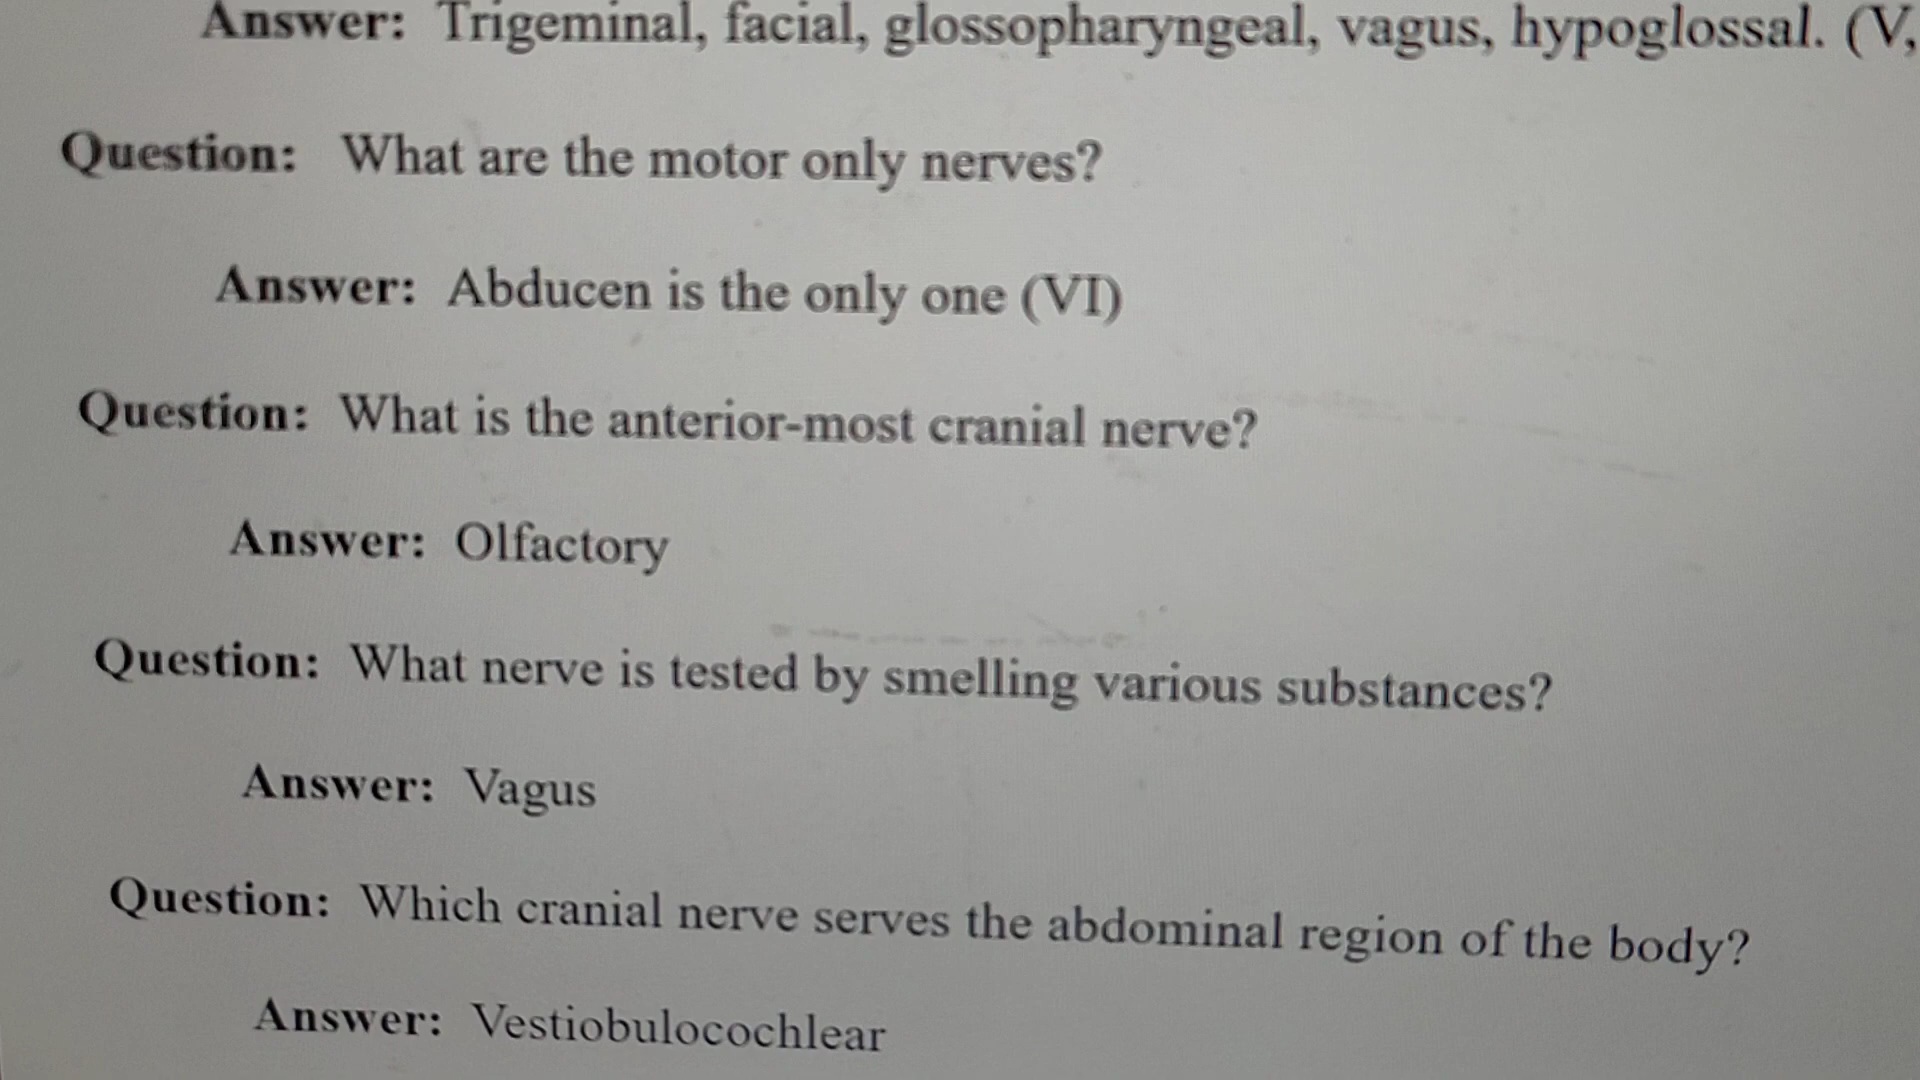 Answer: Trigeminal, facial, glossopharyngeal, vagus, hypoglossal. (V,
Question: What are the motor only nerves?
Answer: Abducen is the only one (VI)
Question: What is the anterior-most cranial nerve?
Answer: Olfactory
Question: What nerve is tested by smelling various substances?
Answer: Vagus
Question: Which cranial nerve serves the abdominal region of the body?
Answer: Vestiobulocochlear